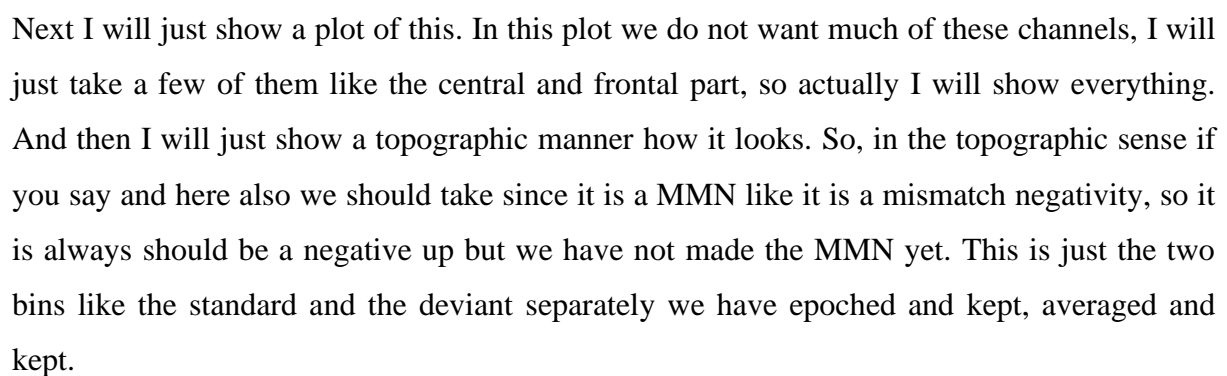 Next I will just show a plot of this. In this plot we do not want much of these channels, I will
just take a few of them like the central and frontal part, so actually I will show everything.
And then I will just show a topographic manner how it looks. So, in the topographic sense if
you say and here also we should take since it is a MMN like it is a mismatch negativity, so it
is always should be a negative up but we have not made the MMN yet. This is just the two
bins like the standard and the deviant separately we have epoched and kept, averaged and
kept.